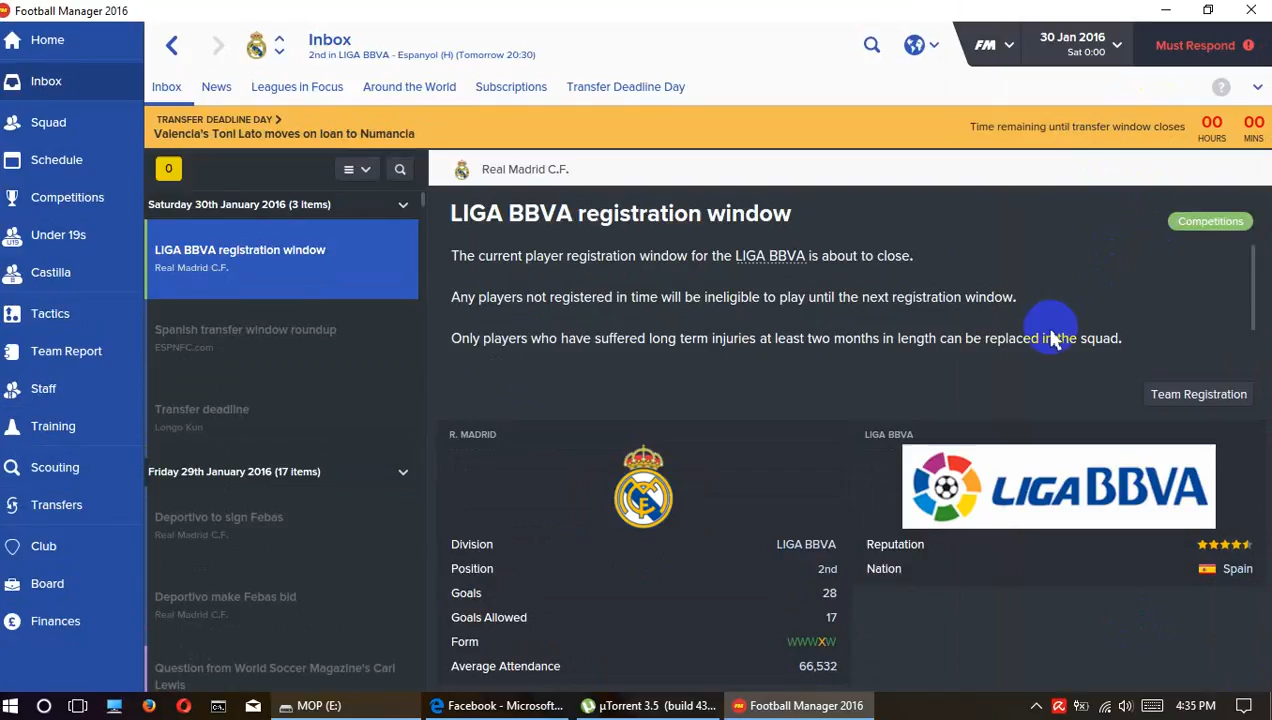 Football Manager 2016
Home
Inbox
Squad
Schedule
Competitions
Under 19s
Castilla
Tactics
Team Report
Staff
Training
Scouting
Transfers
Club
Board
Finances
Inbox
2nd in LIGA BBVA - Espanyol (H) (Tomorrow 20:30)
FM
30 Jan 2016
Sat 0:00
Must Respond
Inbox News Leagues in Focus Around the World Subscriptions Transfer Deadline Day
TRANSFER DEADLINE DAY
Valencia's Toni Lato moves on loan to Numancia
Time remaining until transfer window closes
00 00
HOURS MINS
0
Saturday 30th January 2016 (3 items)
LIGA BBVA registration window
Real Madrid C.F.
Spanish transfer window roundup
ESPNFC.com
Transfer deadline
Longo Kun
Friday 29th January 2016 (17 items)
Deportivo to sign Febas
Real Madrid C.F.
Deportivo make Febas bid
Real Madrid C.F.
Question from World Soccer Magazine's Carl
Lewis
Real Madrid C.F.
LIGA BBVA registration window
Competitions
The current player registration window for the LIGA BBVA is about to close.
Any players not registered in time will be ineligible to play until the next registration window.
Only players who have suffered long term injuries at least two months in length can be replaced in the squad.
Team Registration
R. MADRID
Division LIGA BBVA
Position 2nd
Goals 28
Goals Allowed 17
Form WWWXW
Average Attendance 66,532
LIGA BBVA
LIGA BBVA
Reputation
Nation Spain
MOP (E:)
Facebook - Microsoft...
µTorrent 3.5 (build 43...
Football Manager 2016
4:35 PM